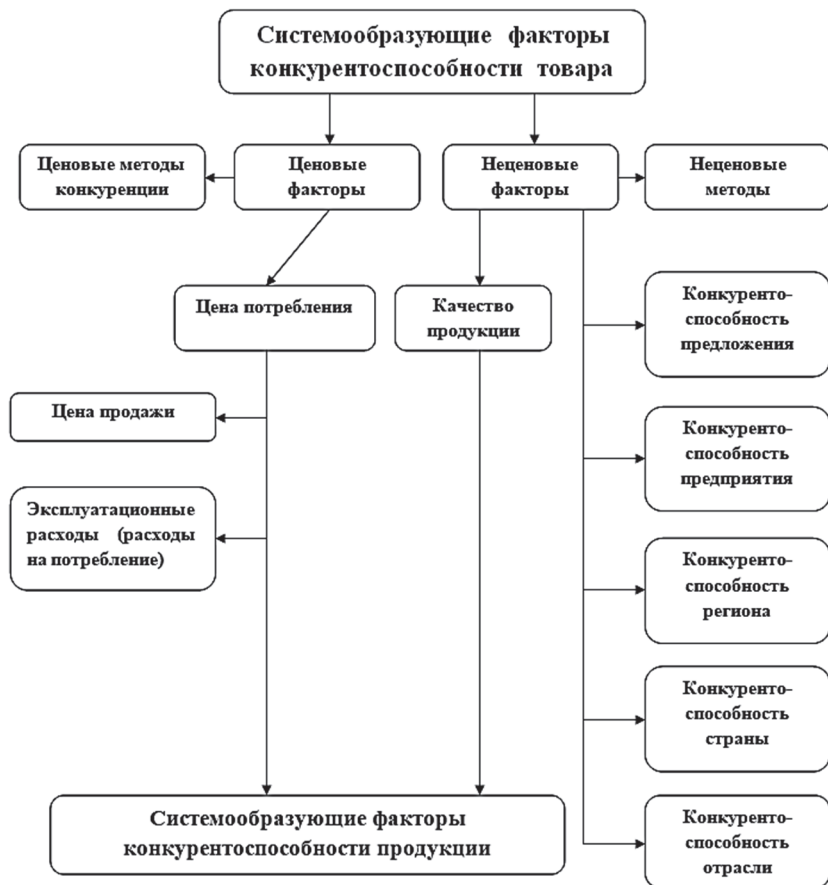 Системообразующие факторы
конкурентоспособности товара
Ценовые методы
конкуренции
Ценовые
факторы
Неценовые
факторы
Неценовые
методы
Цена потребления
Качество
продукции
Конкуренто-
способность
предложения
Цена продажи
Конкуренто-
способность
предприятия
Эксплуатационные
расходы (расходы
на потребление)
Конкуренто-
способность
региона
Конкуренто-
способность
страны
Системообразующие факторы
конкурентоспособности продукции
Конкуренто-
способность
отрасли